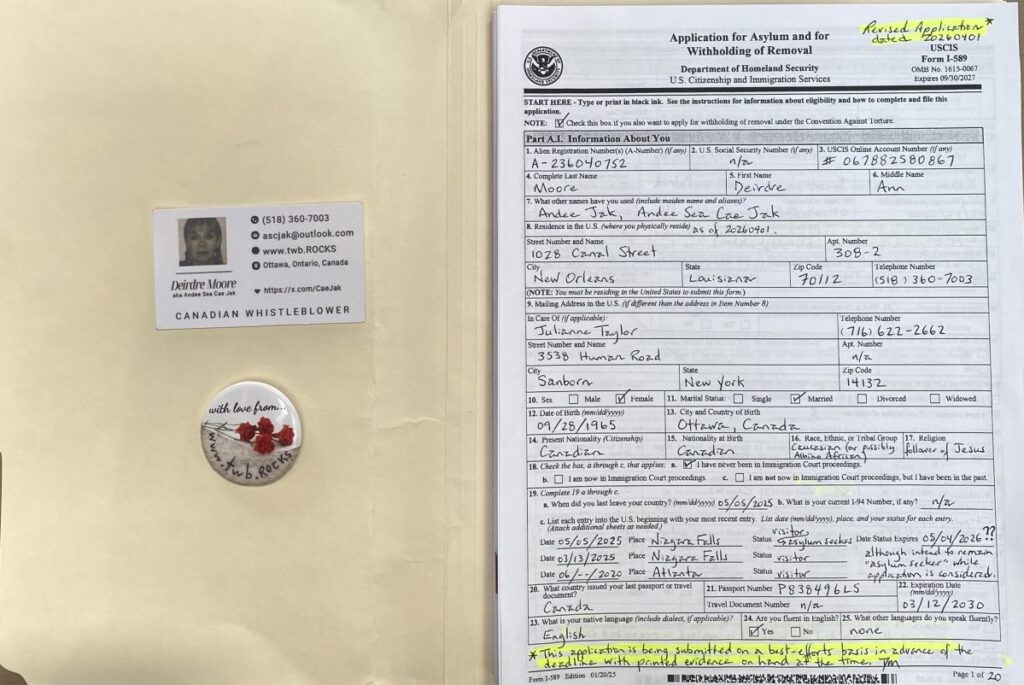 (518) 360-7003
ascjak@outlook.com
www.twb.ROCKS
Ottawa, Ontario, Canada
Deirdre Moore
aka Andee Sea Cae Jak
https://x.com/CaeJak
CANADIAN WHISTLEBLOWER
with love from...
www.twb.ROCKS
Revised Application*
dated 20260401
Application for Asylum and for
Withholding of Removal
Department of Homeland Security
U.S. Citizenship and Immigration Services
USCIS
Form I-589
OMB No. 1615-0067
Expires 09/30/2027
START HERE - Type or print in black ink. See the instructions for information about eligibility and how to complete and file this
application.
NOTE: Check this box if you also want to apply for withholding of removal under the Convention Against Torture.
Part A.I. Information About You
1. Alien Registration Number(s) (A-Number) (if any) 2. U.S. Social Security Number (if any) 3. USCIS Online Account Number (if any)
A-236040752 n/a # 067882580867
4. Complete Last Name 5. First Name 6. Middle Name
Moore Deirdre Ann
7. What other names have you used (include maiden name and aliases)?
Andee Jak, Andee Sea Cae Jak
8. Residence in the U.S. (where you physically reside) as of 20260401.
Street Number and Name Apt. Number
1028 Canal Street 308-2
City State Zip Code Telephone Number
New Orleans Louisiana 70112 (518) 360-7003
(NOTE: You must be residing in the United States to submit this form.)
9. Mailing Address in the U.S. (if different than the address in Item Number 8)
In Care Of (if applicable): Telephone Number
Julianne Taylor (716) 622-2662
Street Number and Name Apt. Number
3538 Human Road n/a
City State Zip Code
Sanborn New York 14132
10. Sex Male Female 11. Marital Status: Single Married Divorced Widowed
12. Date of Birth (mm/dd/yyyy) 13. City and Country of Birth
09/28/1965 Ottawa, Canada
14. Present Nationality (Citizenship) 15. Nationality at Birth 16. Race, Ethnic, or Tribal Group 17. Religion
Canadian Canadian Caucasian (or possibly Albino African) follower of Jesus
18. Check the box, a through c, that applies: a. I have never been in Immigration Court proceedings.
b. I am now in Immigration Court proceedings. c. I am not now in Immigration Court proceedings, but I have been in the past.
19. Complete 19 a through c.
a. When did you last leave your country? (mm/dd/yyyy) 05/05/2025 b. What is your current I-94 Number, if any? n/a
c. List each entry into the U.S. beginning with your most recent entry. List date (mm/dd/yyyy), place, and your status for each entry.
(Attach additional sheets as needed.)
Date 05/05/2025 Place Niagara Falls Status visitor, asylum seeker Date Status Expires 05/04/2026??
Date 03/13/2025 Place Niagara Falls Status visitor
Date 06/--/2020 Place Atlanta Status visitor
although intend to remain
"asylum seeker" while
application is considered.
20. What country issued your last passport or travel
document?
Canada
21. Passport Number P838496LS
Travel Document Number n/a
22. Expiration Date
(mm/dd/yyyy)
03/12/2030
23. What is your native language (include dialect, if applicable)? 24. Are you fluent in English? 25. What other languages do you speak fluently?
English Yes No none
* This application is being submitted on a best-efforts basis in advance of the
deadline with printed evidence on hand at the time.
Form I-589 Edition 01/20/25 Page 1 of 20